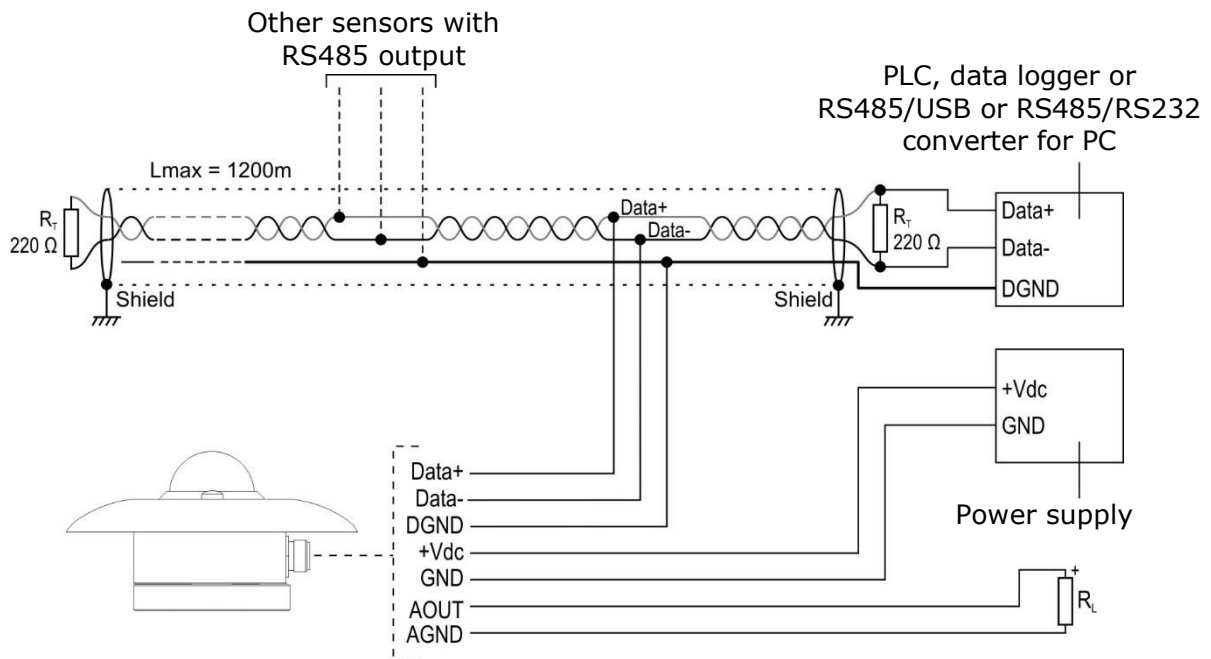 Other sensors with
RS485 output
PLC, data logger or
RS485/USB or RS485/RS232
converter for PC
Lmax = 1200m
RT
220 Ω
Data+
Data-
RT
220 Ω
Data+
Data-
DGND
Shield
Shield
+Vdc
GND
Power supply
Data+
Data-
DGND
+Vdc
GND
AOUT
AGND
+
RL